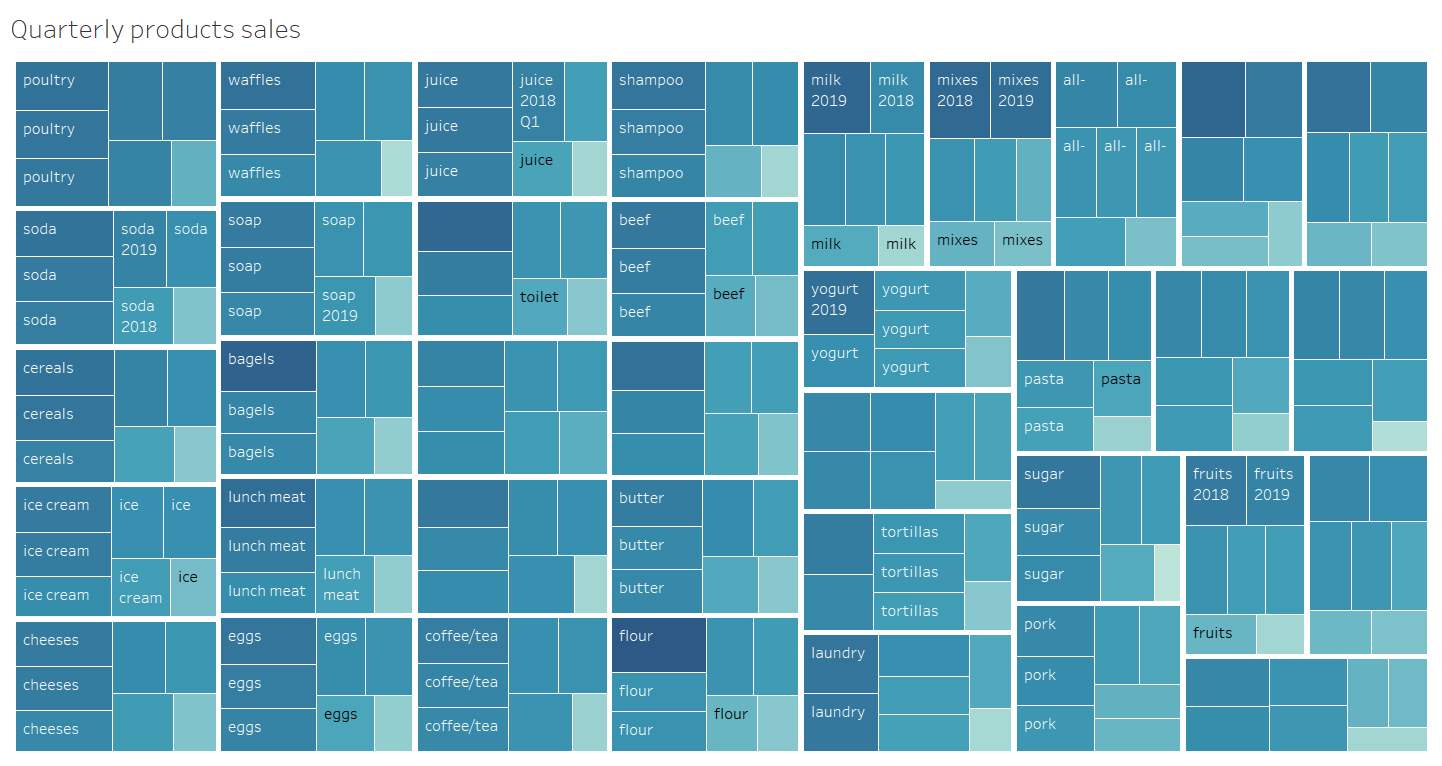 Quarterly products sales
poultry
poultry
poultry
soda
soda
soda
soda
2019
soda
soda
2018
cereals
cereals
cereals
ice cream
ice cream
ice cream
ice
ice
ice
cream
ice
cheeses
cheeses
cheeses
waffles
waffles
waffles
soap
soap
soap
soap
soap
2019
bagels
bagels
bagels
lunch meat
lunch meat
lunch meat
lunch
meat
eggs
eggs
eggs
eggs
eggs
juice
juice
juice
juice
2018
Q1
juice
toilet
coffee/tea
coffee/tea
coffee/tea
shampoo
shampoo
shampoo
beef
beef
beef
beef
beef
butter
butter
butter
flour
flour
flour
flour
milk
2019
milk
2018
milk
milk
mixes
2018
mixes
2019
mixes
mixes
all-
all-
all-
all-
all-
yogurt
2019
yogurt
yogurt
yogurt
yogurt
tortillas
tortillas
tortillas
laundry
laundry
pasta
pasta
pasta
sugar
sugar
sugar
pork
pork
pork
fruits
2018
fruits
2019
fruits